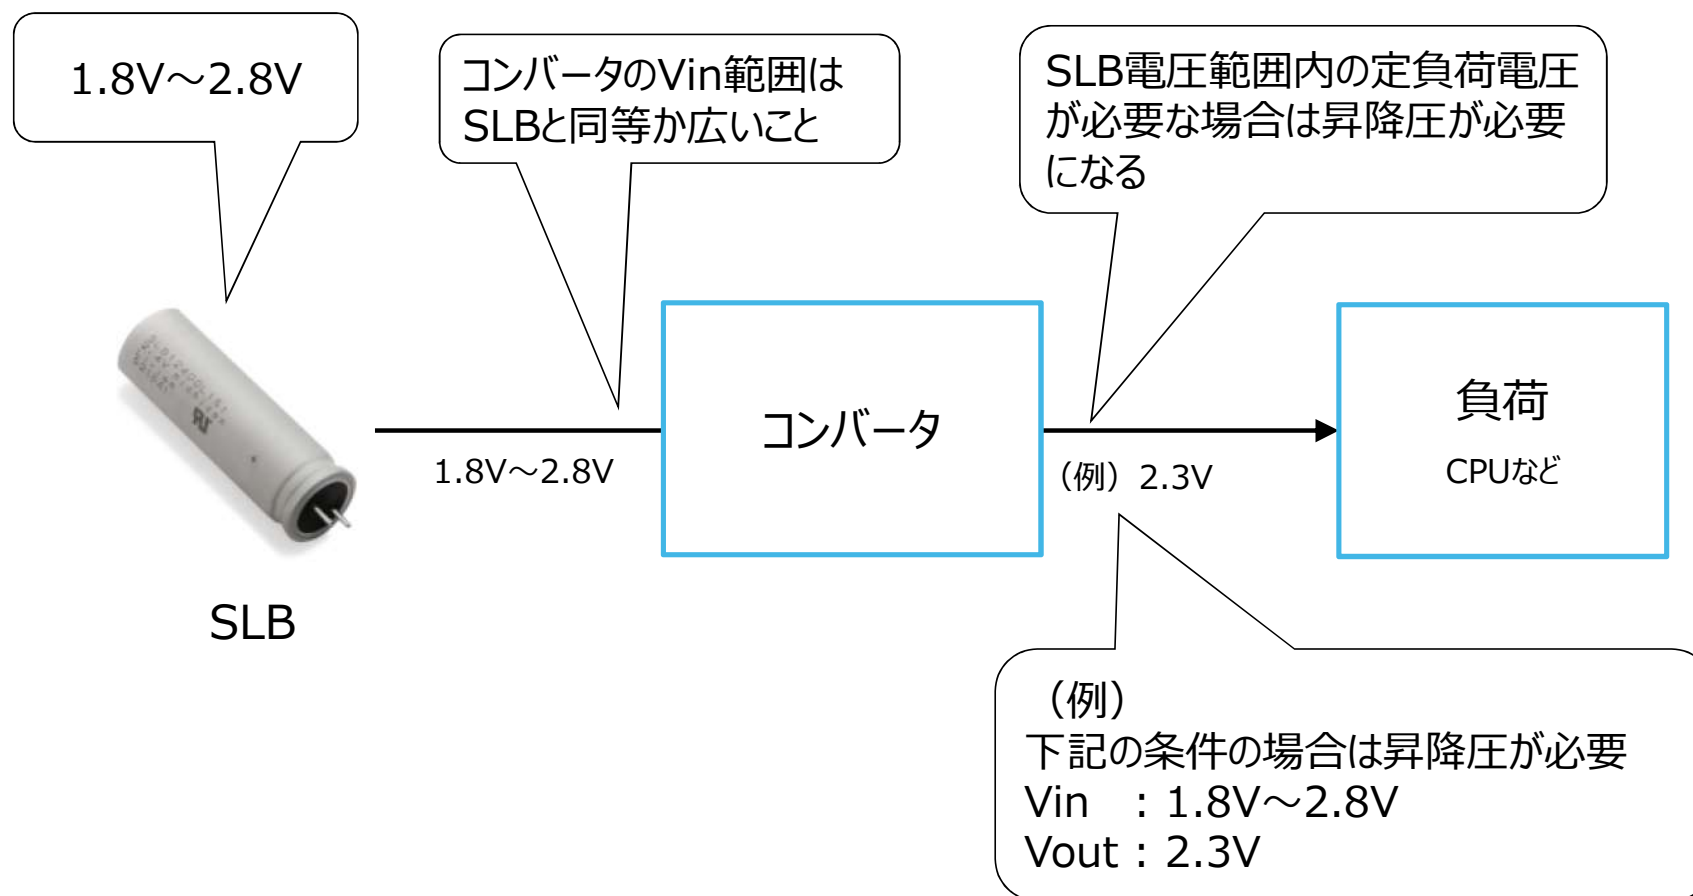 1.8V～2.8V
コンバータのVin範囲は
SLBと同等か広いこと
SLB電圧範囲内の定負荷電圧
が必要な場合は昇降圧が必要
になる
コンバータ
負荷
CPUなど
1.8V～2.8V
（例）2.3V
SLB
（例）
下記の条件の場合は昇降圧が必要
Vin ：1.8V～2.8V
Vout：2.3V